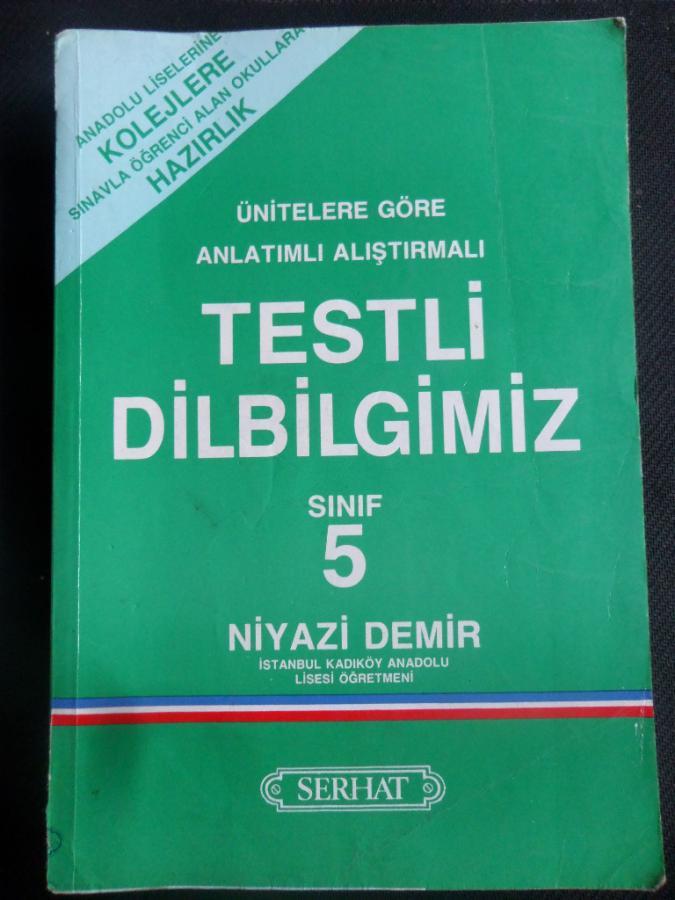 ANADOLU LİSELERİNE
KOLEJLERE
SINAVLA ÖĞRENCİ ALAN OKULLARA
HAZIRLIK
ÜNİTELERE GÖRE
ANLATIMLI ALIŞTIRMALI
TESTLİ
DİLBİLGİMİZ
SINIF
5
NİYAZİ DEMİR
İSTANBUL KADIKÖY ANADOLU
LİSESİ ÖĞRETMENİ
SERHAT